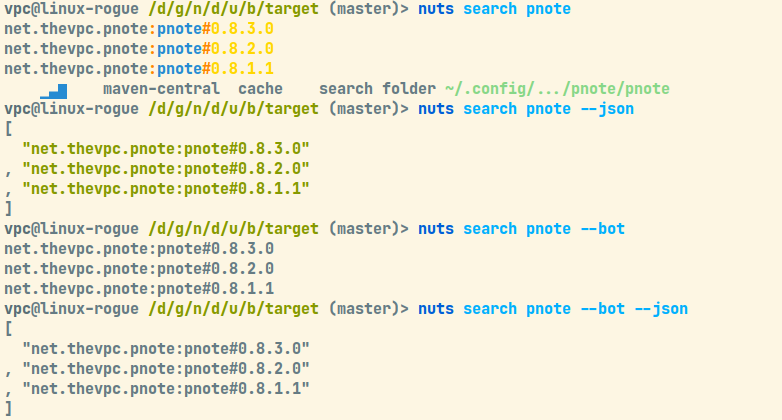 vpc@linux-rogue /d/g/n/d/u/b/target (master)> nuts search pnote
net.thevpc.pnote:pnote#0.8.3.0
net.thevpc.pnote:pnote#0.8.2.0
net.thevpc.pnote:pnote#0.8.1.1
maven-central  cache    search folder ~/.config/.../pnote/pnote
vpc@linux-rogue /d/g/n/d/u/b/target (master)> nuts search pnote --json
[
  "net.thevpc.pnote:pnote#0.8.3.0"
, "net.thevpc.pnote:pnote#0.8.2.0"
, "net.thevpc.pnote:pnote#0.8.1.1"
]
vpc@linux-rogue /d/g/n/d/u/b/target (master)> nuts search pnote --bot
net.thevpc.pnote:pnote#0.8.3.0
net.thevpc.pnote:pnote#0.8.2.0
net.thevpc.pnote:pnote#0.8.1.1
vpc@linux-rogue /d/g/n/d/u/b/target (master)> nuts search pnote --bot --json
[
  "net.thevpc.pnote:pnote#0.8.3.0"
, "net.thevpc.pnote:pnote#0.8.2.0"
, "net.thevpc.pnote:pnote#0.8.1.1"
]